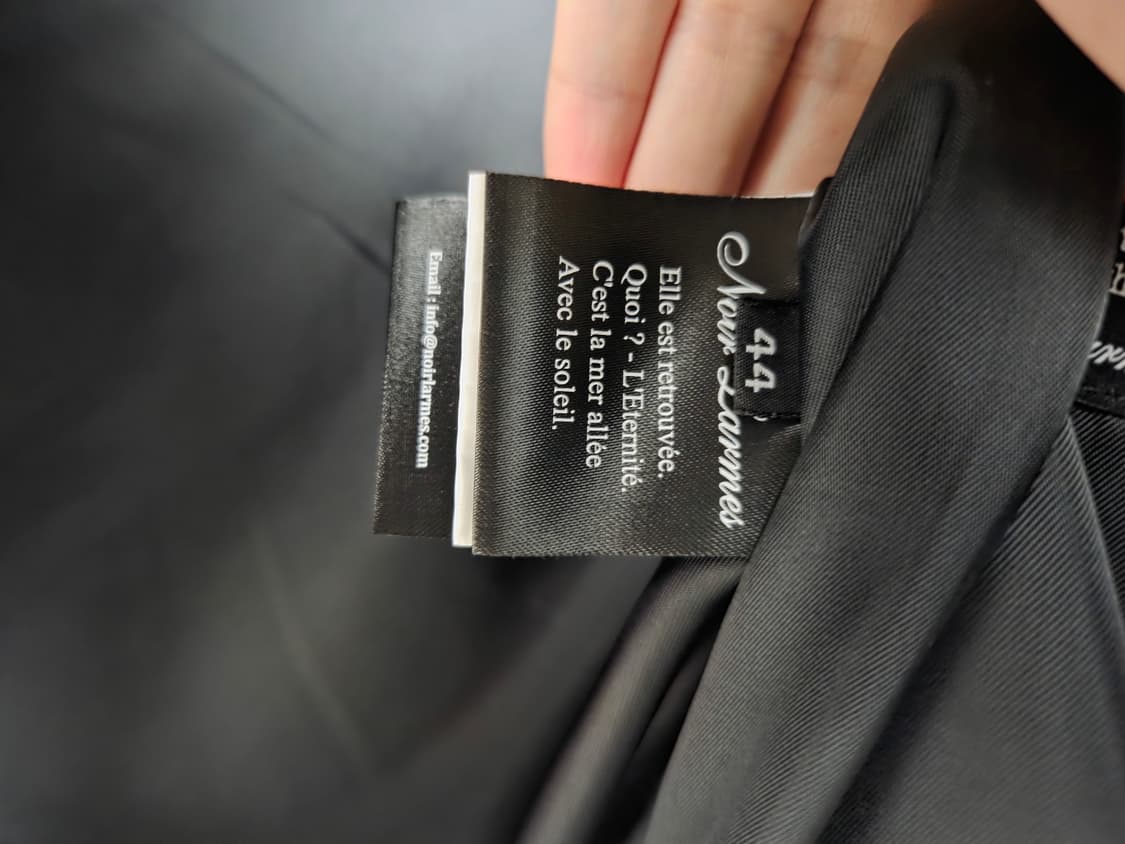 44
Noir Larmes
Elle est retrouvée.
Quoi ? - L'Eternité.
C'est la mer allée
Avec le soleil.
Email : info@noirlarmes.com